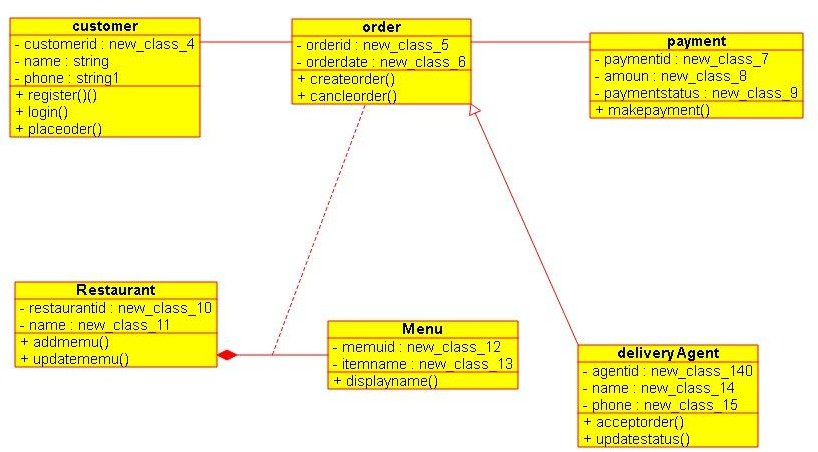 customer
- customerid : new_class_4
- name : string
- phone : string1
+ register()()
+ login()
+ placeoder()
order
- orderid : new_class_5
- orderdate : new_class_6
+ createorder()
+ cancleorder()
payment
- paymentid : new_class_7
- amoun : new_class_8
- paymentstatus : new_class_9
+ makepayment()
Restaurant
- restaurantid : new_class_10
- name : new_class_11
+ addmemu()
+ updatememu()
Menu
- memuid : new_class_12
- itemname : new_class_13
+ displayname()
delivery Agent
- agentid : new_class_140
- name : new_class_14
- phone : new_class_15
+ acceptorder()
+ updatestatus()